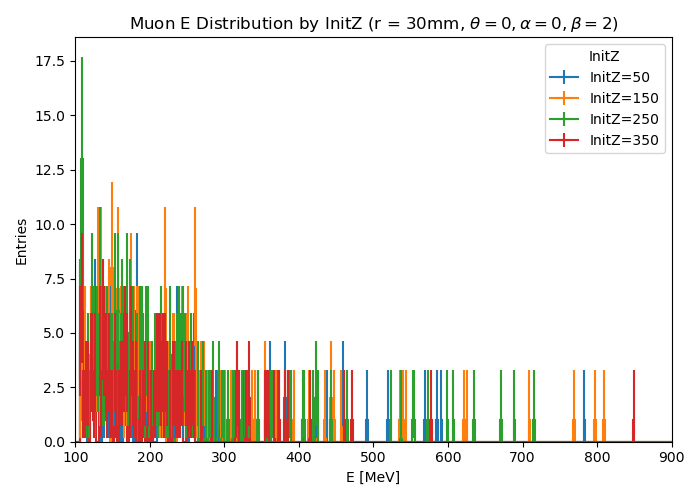 Muon E Distribution by InitZ (r = 30mm, θ = 0, α = 0, β = 2)
17.5
15.0
12.5
10.0
7.5
5.0
2.5
0.0
Entries
InitZ
InitZ=50
InitZ=150
InitZ=250
InitZ=350
100 200 300 400 500 600 700 800 900
E [MeV]